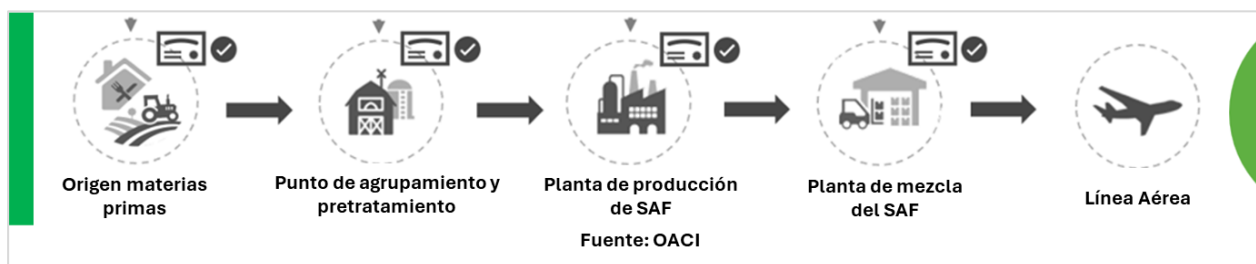 Origen materias
primas
Punto de agrupamiento y
pretratamiento
Planta de producción
de SAF
Planta de mezcla
del SAF
Línea Aérea
Fuente: OACI